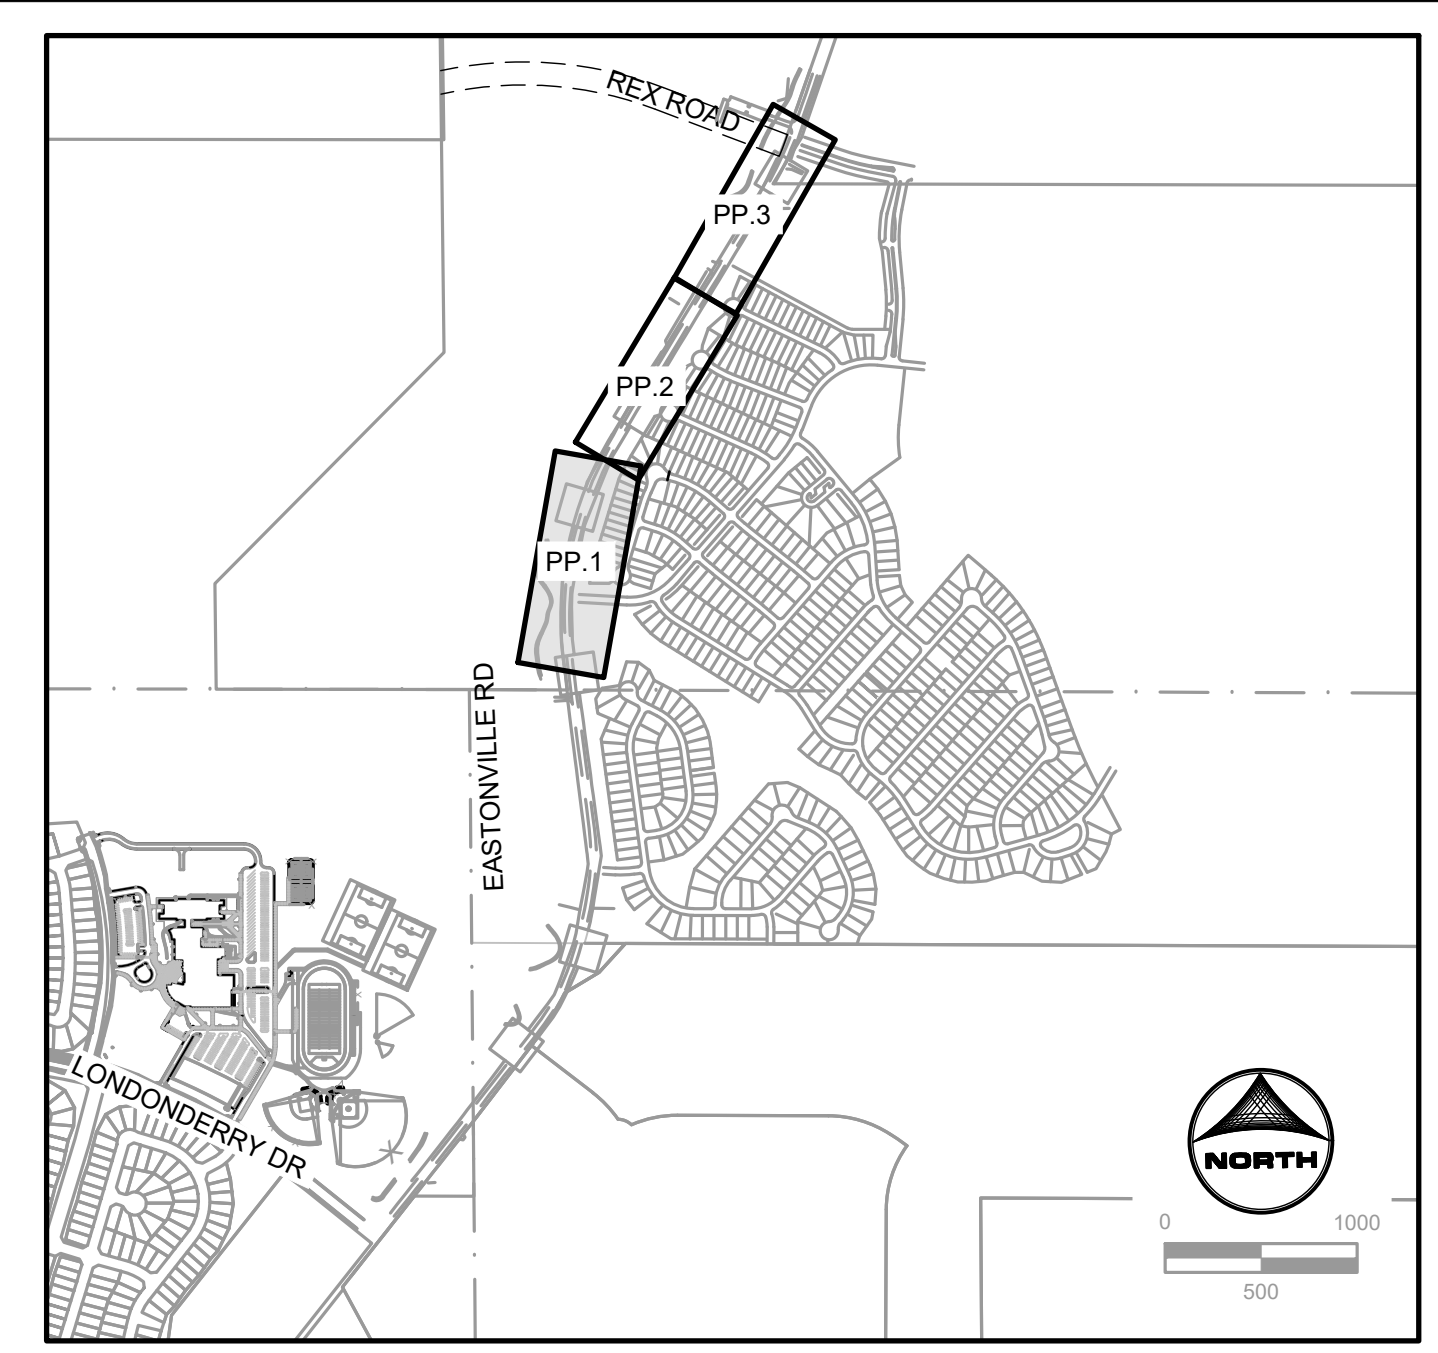 REX ROAD
PP.3
PP.2
PP.1
EASTONVILLE RD
LONDONDERRY DR
NORTH
0
1000
500